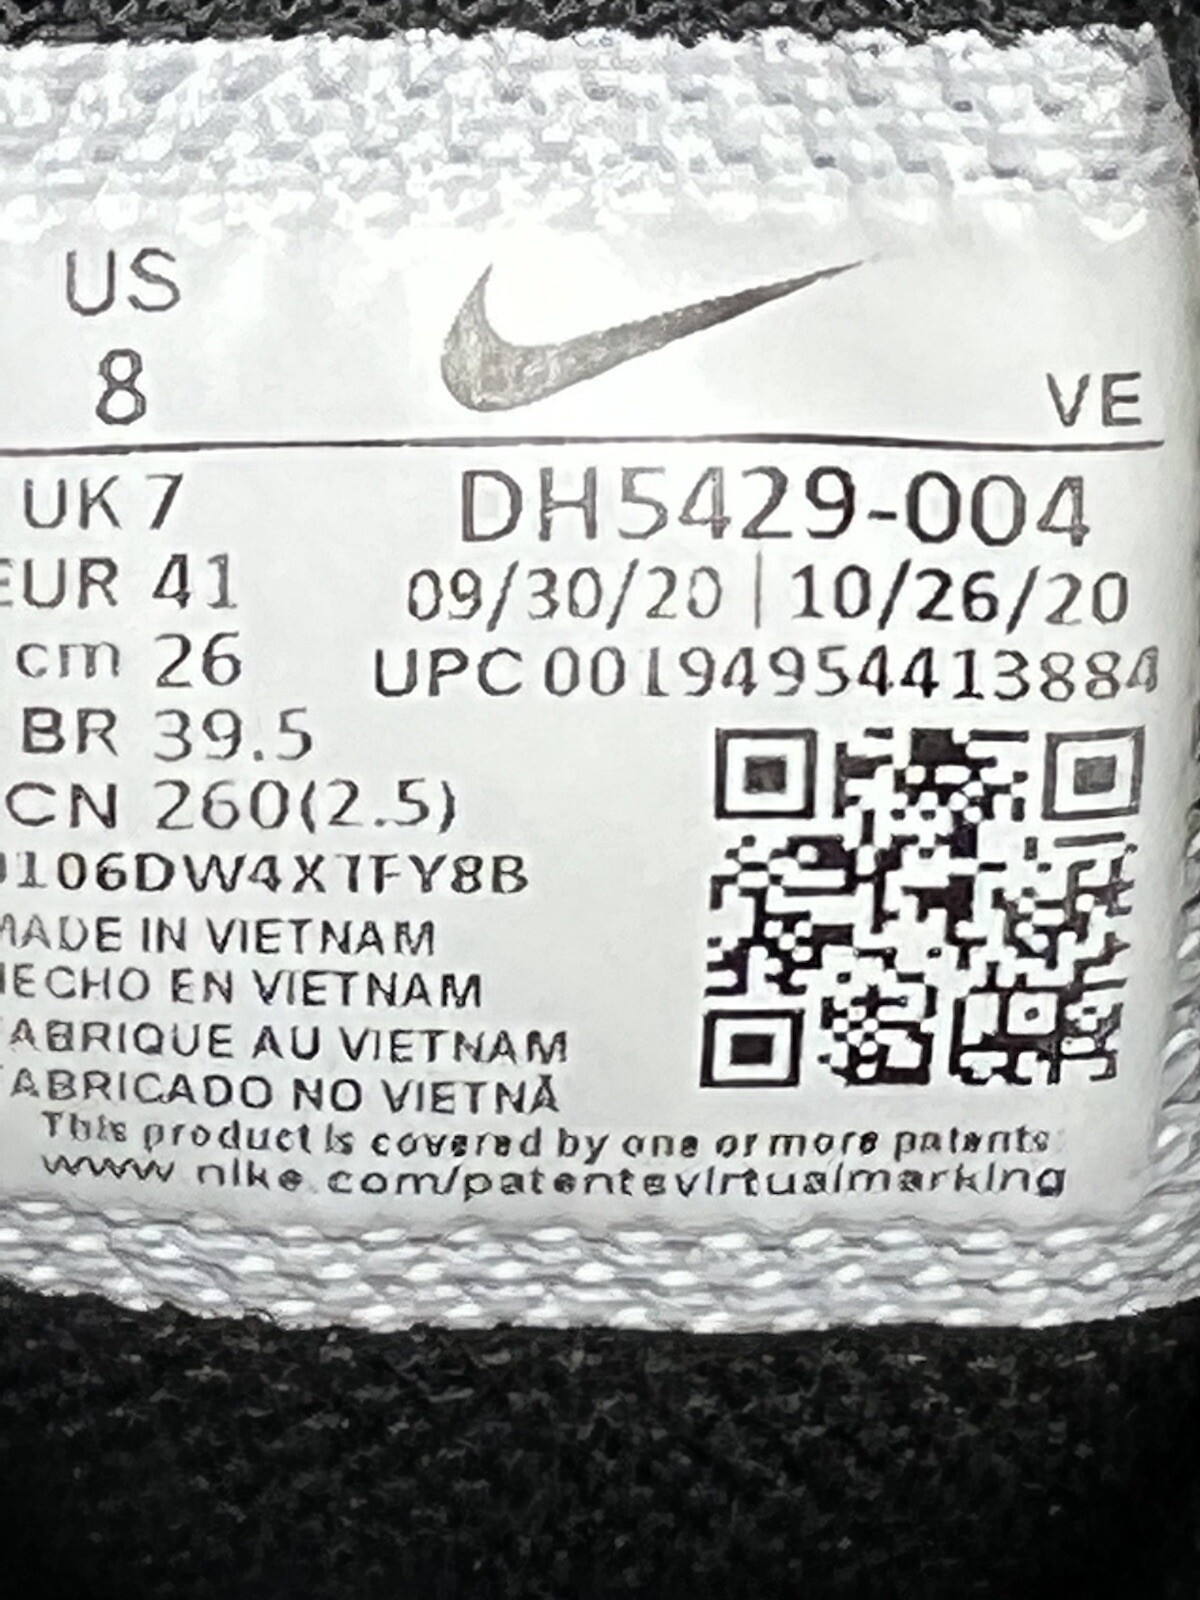 US
8
VE
UK 7
EUR 41
cm 26
BR 39.5
CN 260(2.5)
DH5429-004
09/30/20 | 10/26/20
UPC 00194954413884
MADE IN VIETNAM
HECHO EN VIETNAM
FABRIQUE AU VIETNAM
FABRICADO NO VIETNÃ
This product is covered by one or more patents
www nike.com/patentsvirtualmarking